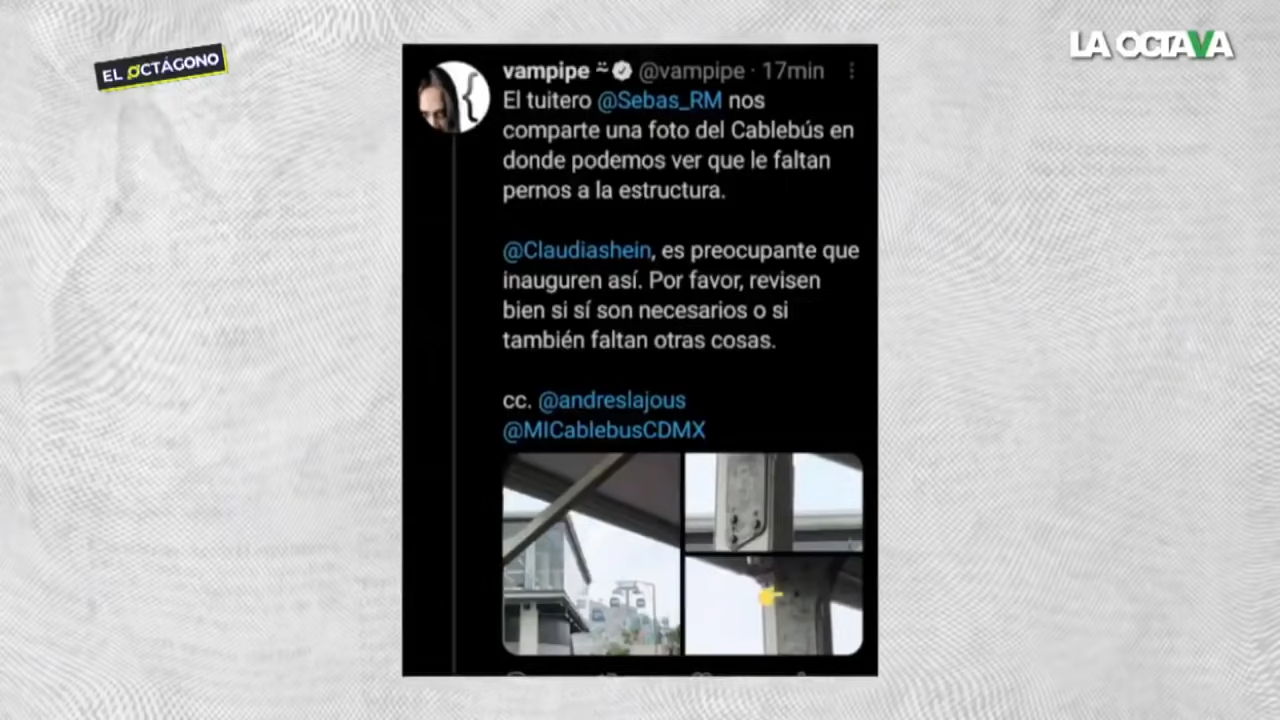 EL OCTÁGONO
LA OCTAVA
vampipe ~̈ @vampipe · 17min
El tuitero @Sebas_RM nos
comparte una foto del Cablebús en
donde podemos ver que le faltan
pernos a la estructura.
@Claudiashein, es preocupante que
inauguren así. Por favor, revisen
bien si sí son necesarios o si
también faltan otras cosas.
cc. @andreslajous
@MICablebusCDMX